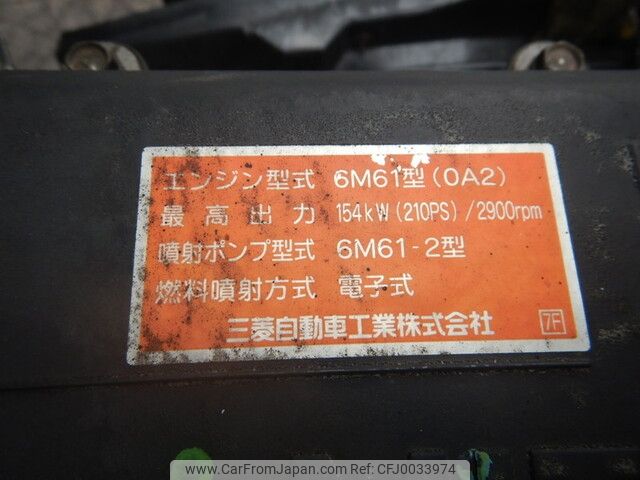 エンジン型式 6M61型(0A2)
最高出力 154kW(210PS)/2900rpm
噴射ポンプ型式 6M61-2型
燃料噴射方式 電子式
三菱自動車工業株式会社 7F
www.CarFromJapan.com|ID:CFJ0033974